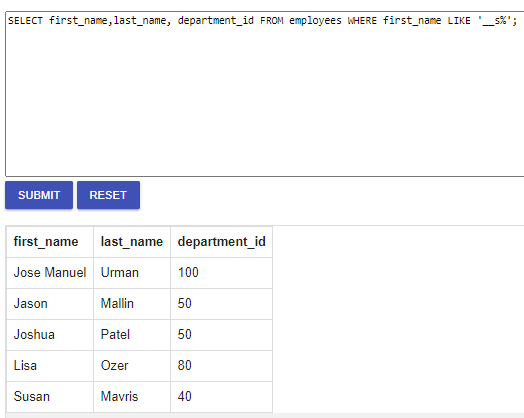 SELECT first_name,last_name, department_id FROM employees WHERE first_name LIKE '__s%';
SUBMIT RESET
first_name last_name department_id
Jose Manuel Urman 100
Jason Mallin 50
Joshua Patel 50
Lisa Ozer 80
Susan Mavris 40